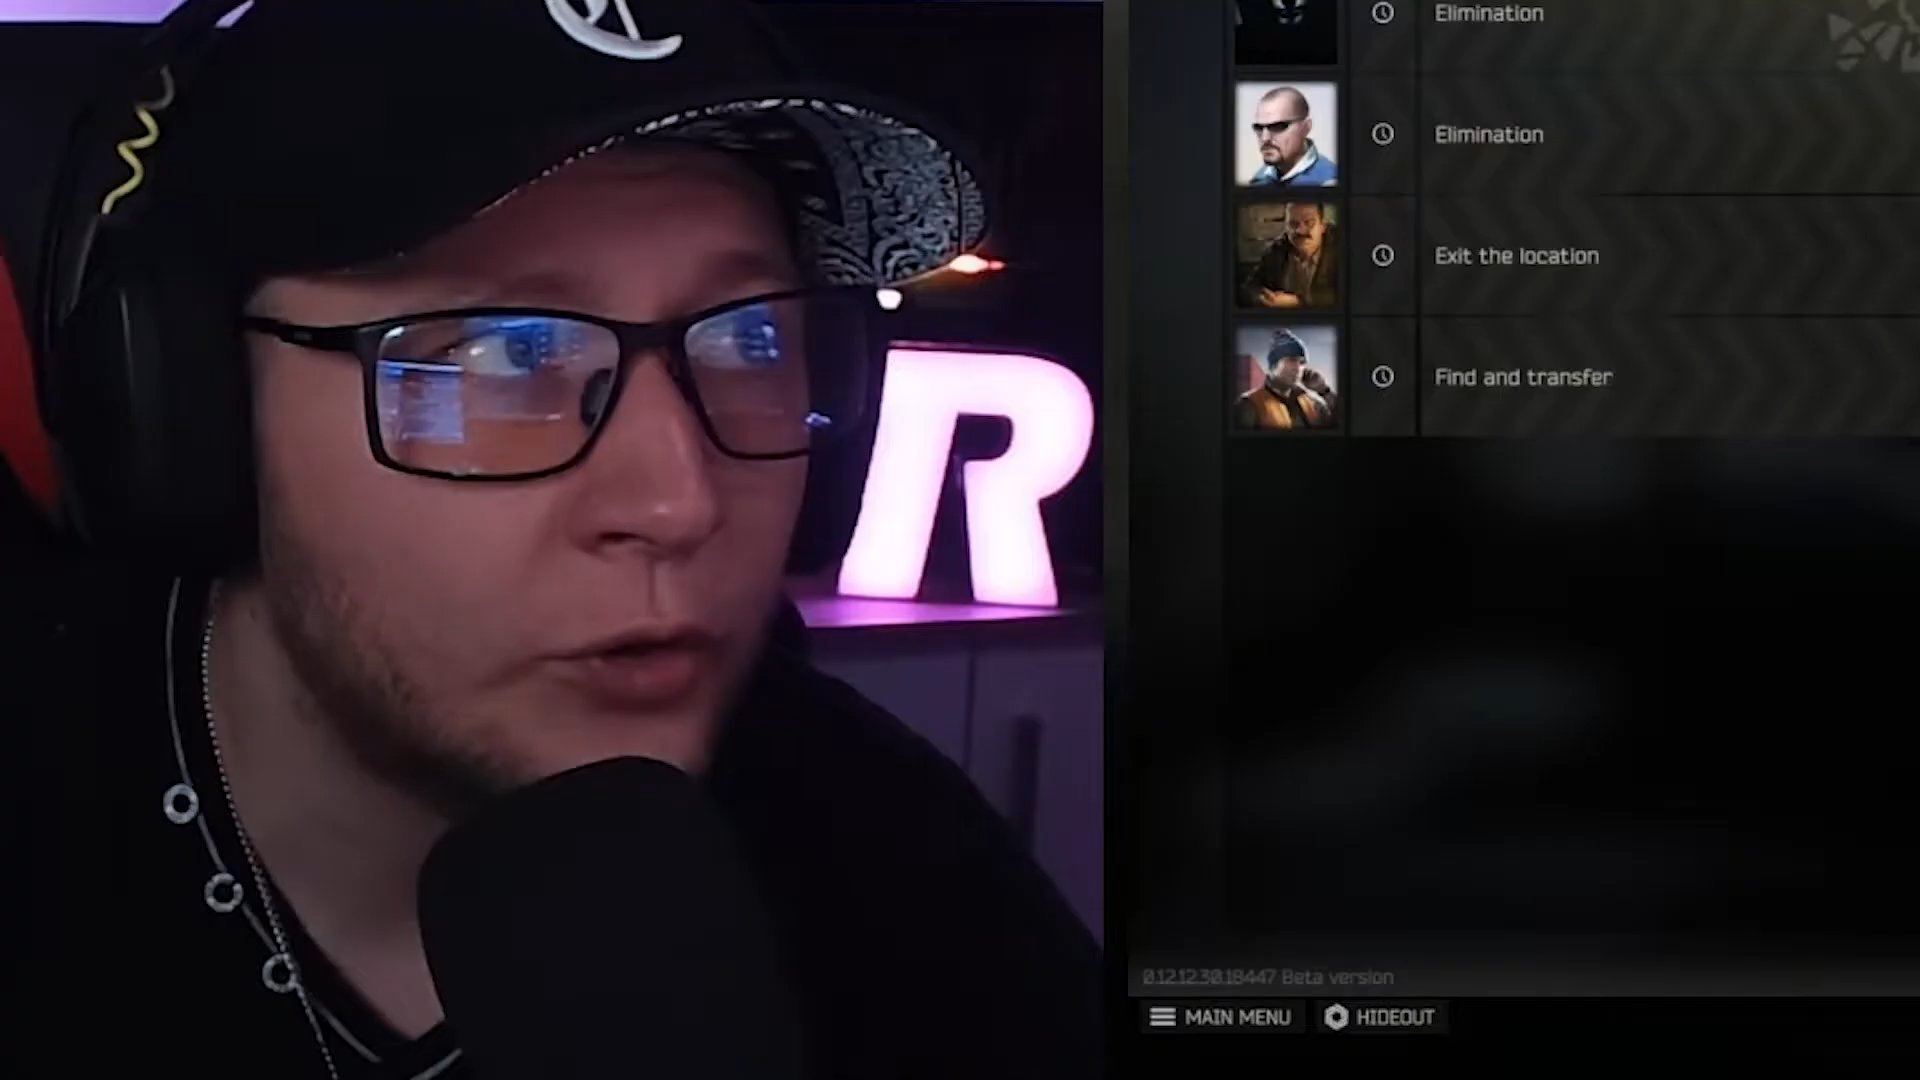 Elimination
Elimination
Exit the location
Find and transfer
R
0.12.12.30.18447 Beta version
MAIN MENU
HIDEOUT